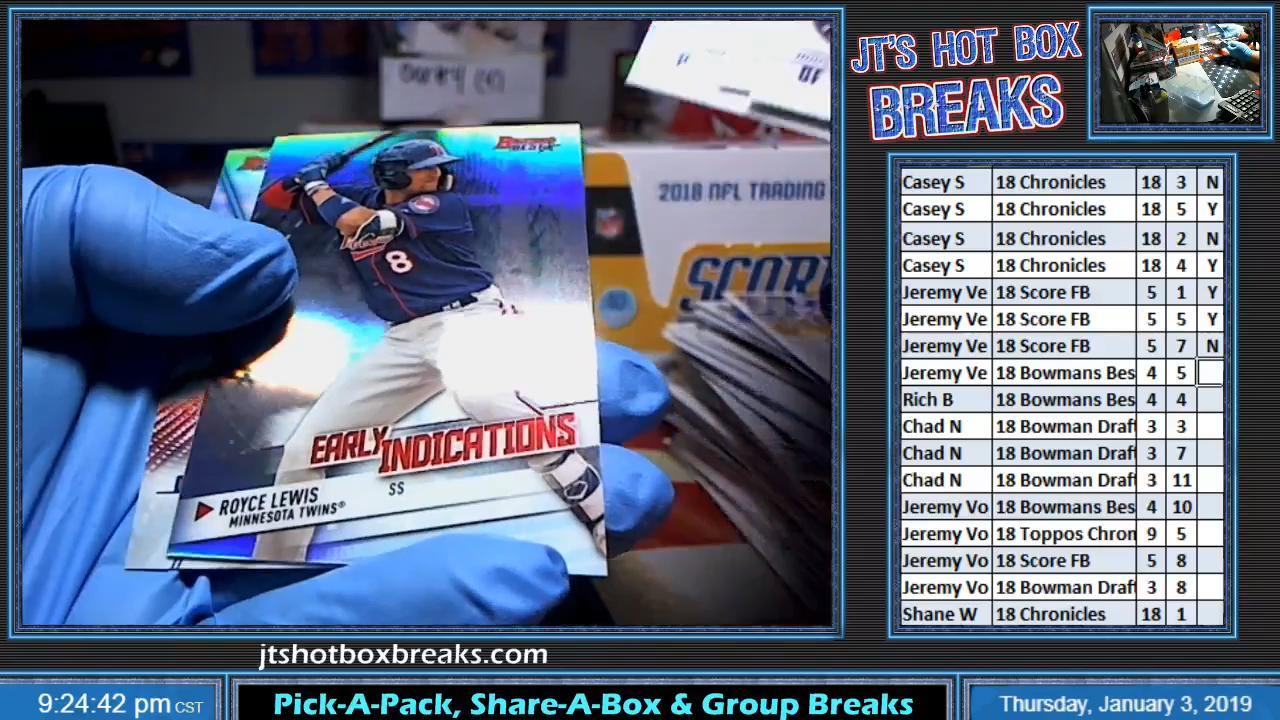 JT'S HOT BOX
BREAKS
OF
Bowman's
BEST
2018 NFL TRADING
NFL
SCORE
8
EARLY INDICATIONS
SS
ROYCE LEWIS
MINNESOTA TWINS®
Casey S 18 Chronicles 18 3 N
Casey S 18 Chronicles 18 5 Y
Casey S 18 Chronicles 18 2 N
Casey S 18 Chronicles 18 4 Y
Jeremy Ve 18 Score FB 5 1 Y
Jeremy Ve 18 Score FB 5 5 Y
Jeremy Ve 18 Score FB 5 7 N
Jeremy Ve 18 Bowmans Bes 4 5
Rich B 18 Bowmans Bes 4 4
Chad N 18 Bowman Draf 3 3
Chad N 18 Bowman Draf 3 7
Chad N 18 Bowman Draf 3 11
Jeremy Vo 18 Bowmans Bes 4 10
Jeremy Vo 18 Toppos Chron 9 5
Jeremy Vo 18 Score FB 5 8
Jeremy Vo 18 Bowman Draf 3 8
Shane W 18 Chronicles 18 1
jtshotboxbreaks.com
9:24:42 pm CST
Pick-A-Pack, Share-A-Box & Group Breaks
Thursday, January 3, 2019